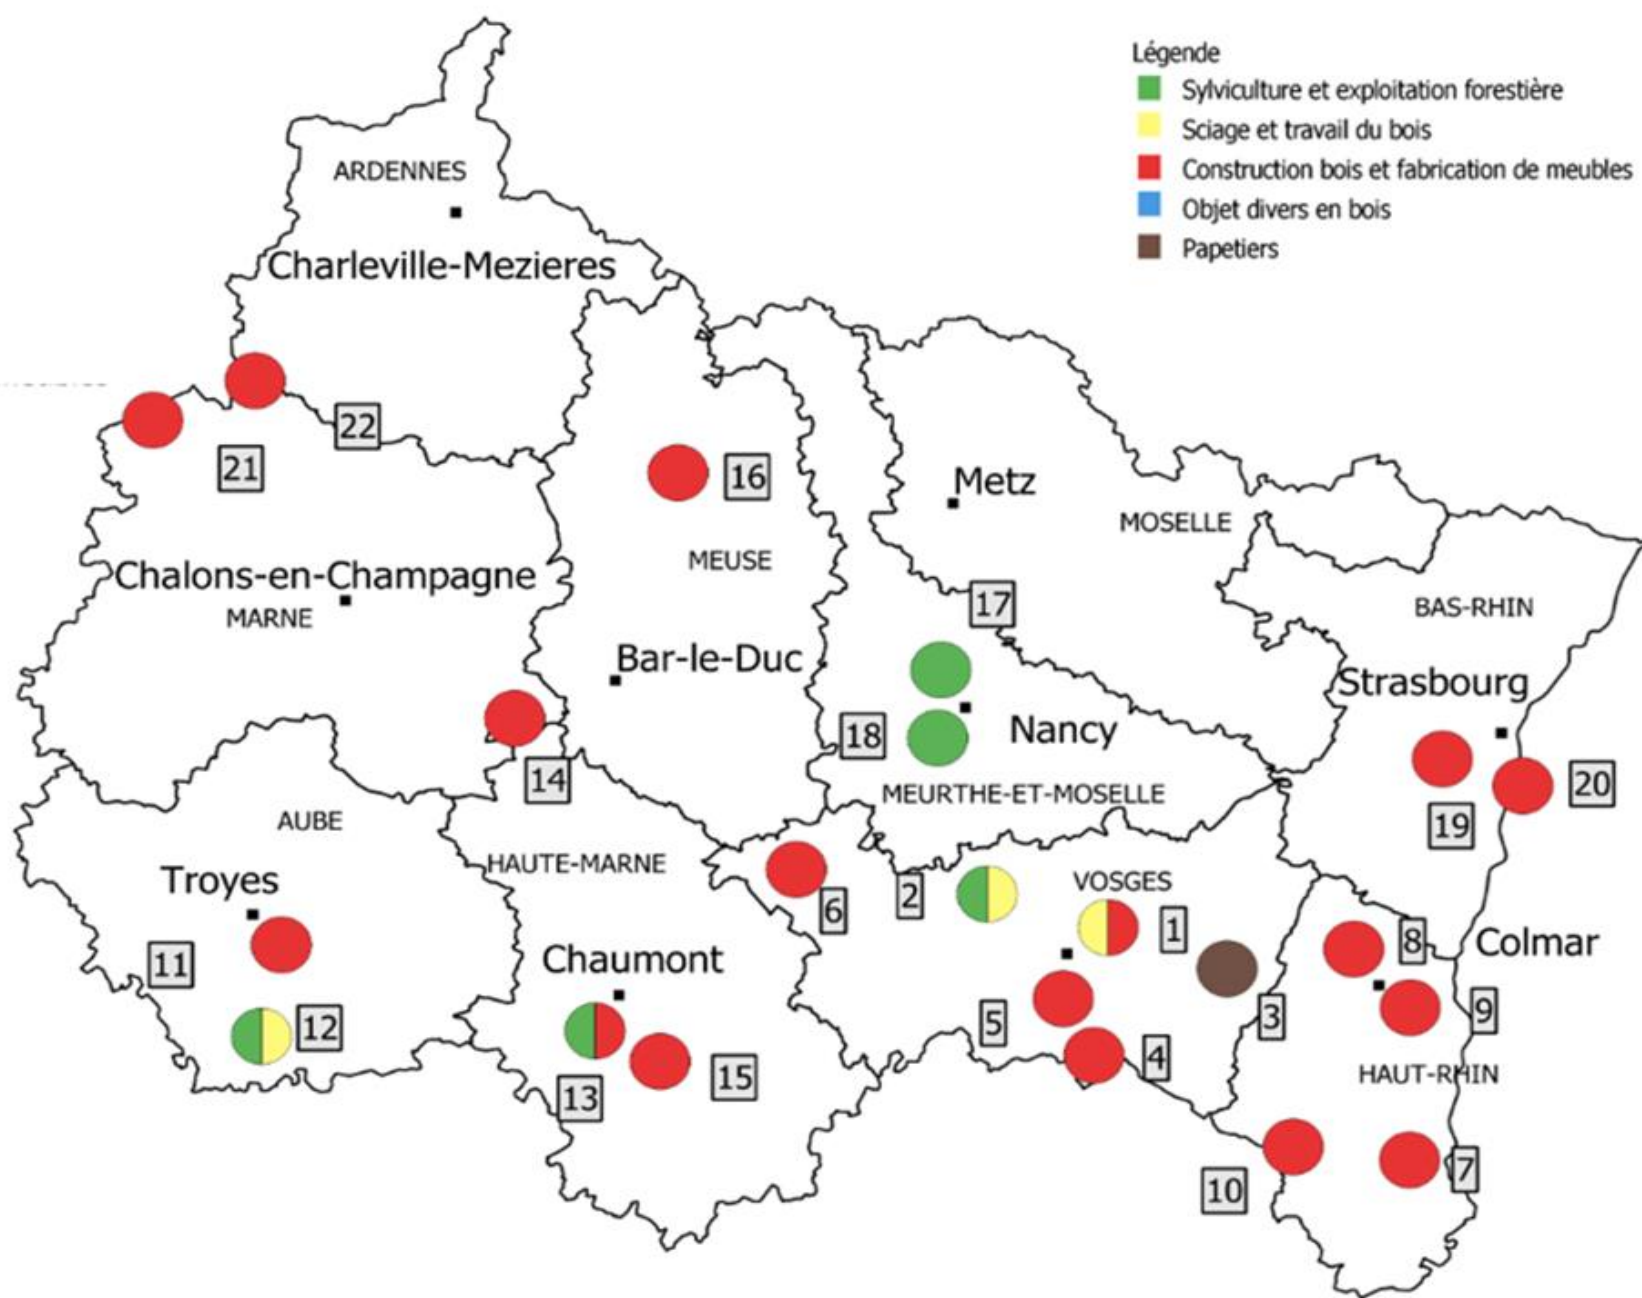 Légende
Sylviculture et exploitation forestière
Sciage et travail du bois
Construction bois et fabrication de meubles
Objet divers en bois
Papetiers
ARDENNES
Charleville-Mezieres
22
21
16
Metz
MOSELLE
MEUSE
Chalons-en-Champagne
MARNE
17
BAS-RHIN
Bar-le-Duc
Strasbourg
18
Nancy
14
MEURTHE-ET-MOSELLE
20
19
AUBE
HAUTE-MARNE
Troyes
VOSGES
2
6
1
8
Colmar
11
Chaumont
12
5
3
9
4
15
13
HAUT-RHIN
10
7